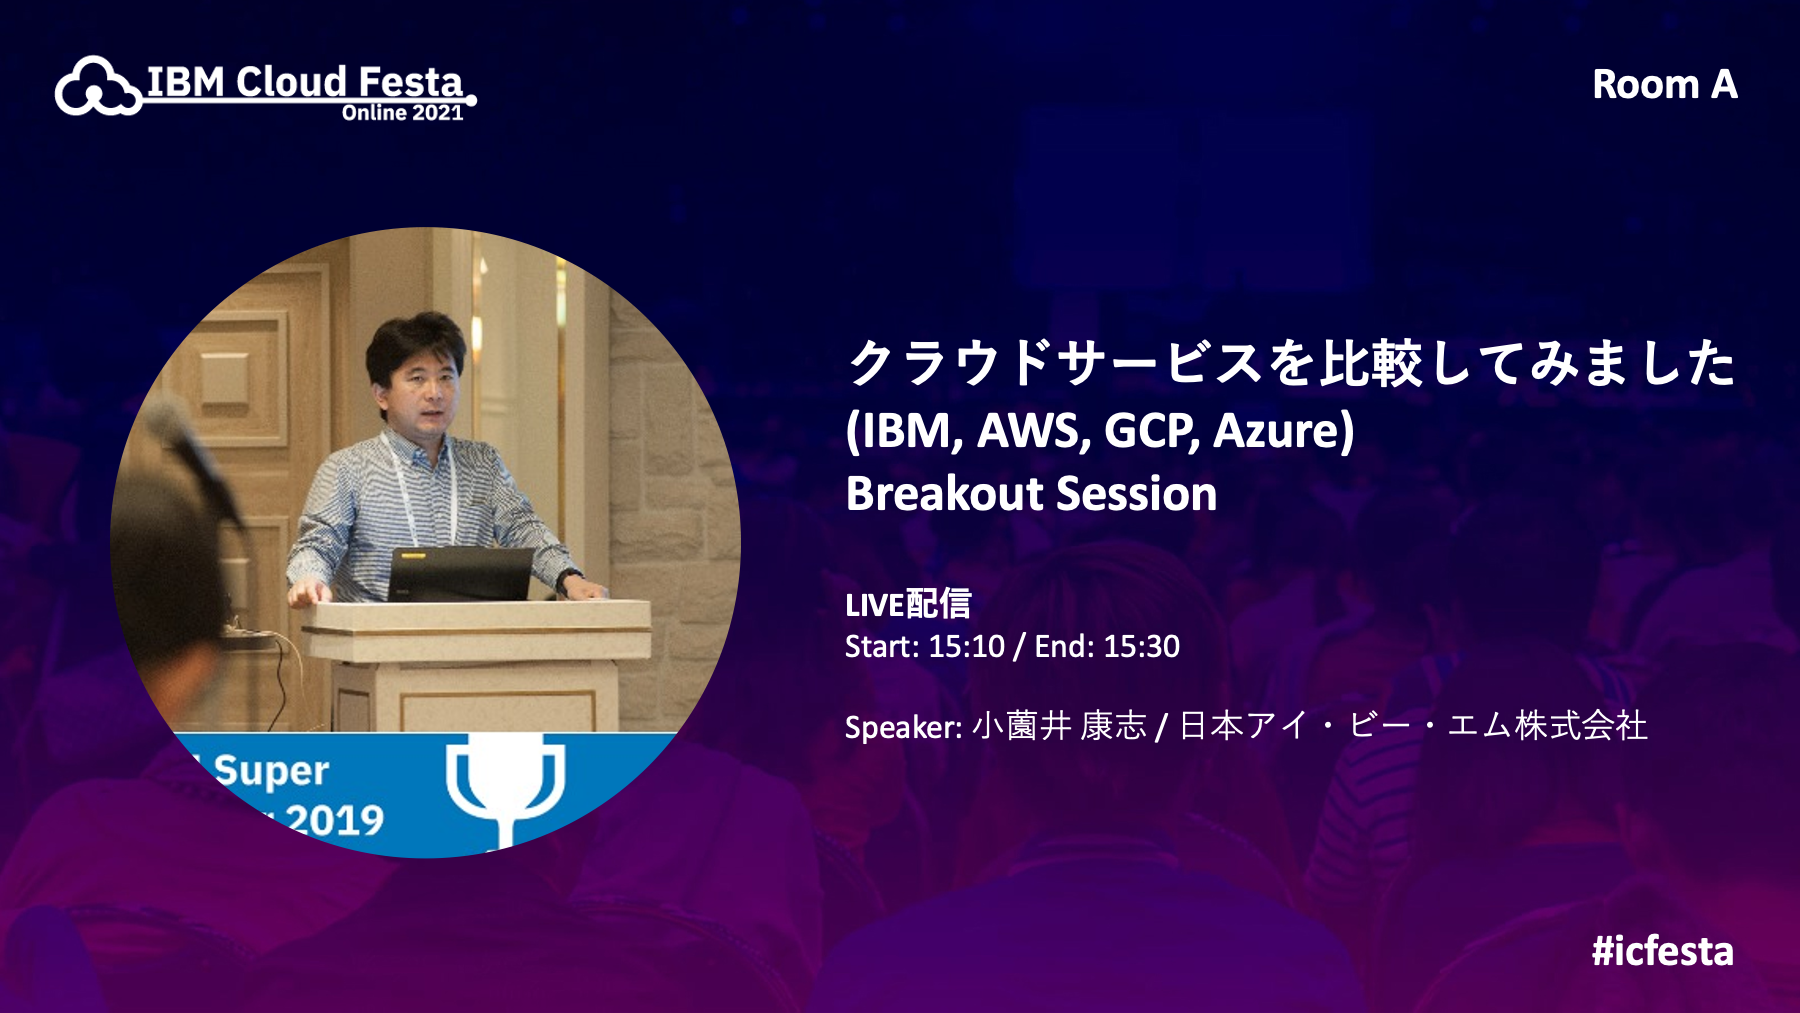 IBM Cloud Festa
Online 2021
Room A
クラウドサービスを比較してみました
(IBM, AWS, GCP, Azure)
Breakout Session
LIVE配信
Start: 15:10 / End: 15:30
Speaker: 小薗井 康志 / 日本アイ・ビー・エム株式会社
Super
2019
#icfesta